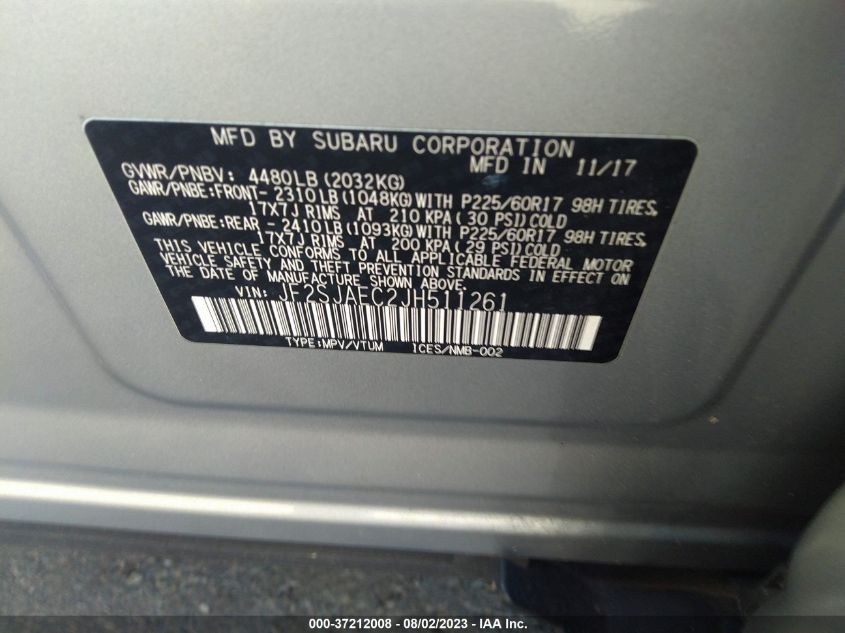 MFD BY SUBARU CORPORATION
MFD IN 11/17
GVWR/PNBV: 4480LB(2032KG)
GAWR/PNBE:FRONT- 2310LB(1048KG)WITH P225/60R17 98H TIRES,
17X7J RIMS AT 210 KPA(30 PSI)COLD
GAWR/PNBE:REAR - 2410LB(1093KG)WITH P225/60R17 98H TIRES,
17X7J RIMS AT 200 KPA(29 PSI)COLD
THIS VEHICLE CONFORMS TO ALL APPLICABLE FEDERAL MOTOR
VEHICLE SAFETY AND THEFT PREVENTION STANDARDS IN EFFECT ON
THE DATE OF MANUFACTURE SHOWN ABOVE.
VIN: JF2SJAEC2JH511261
TYPE:MPV/VTUM ICES/NMB-002
000-37212008 - 08/02/2023 - IAAI Inc.